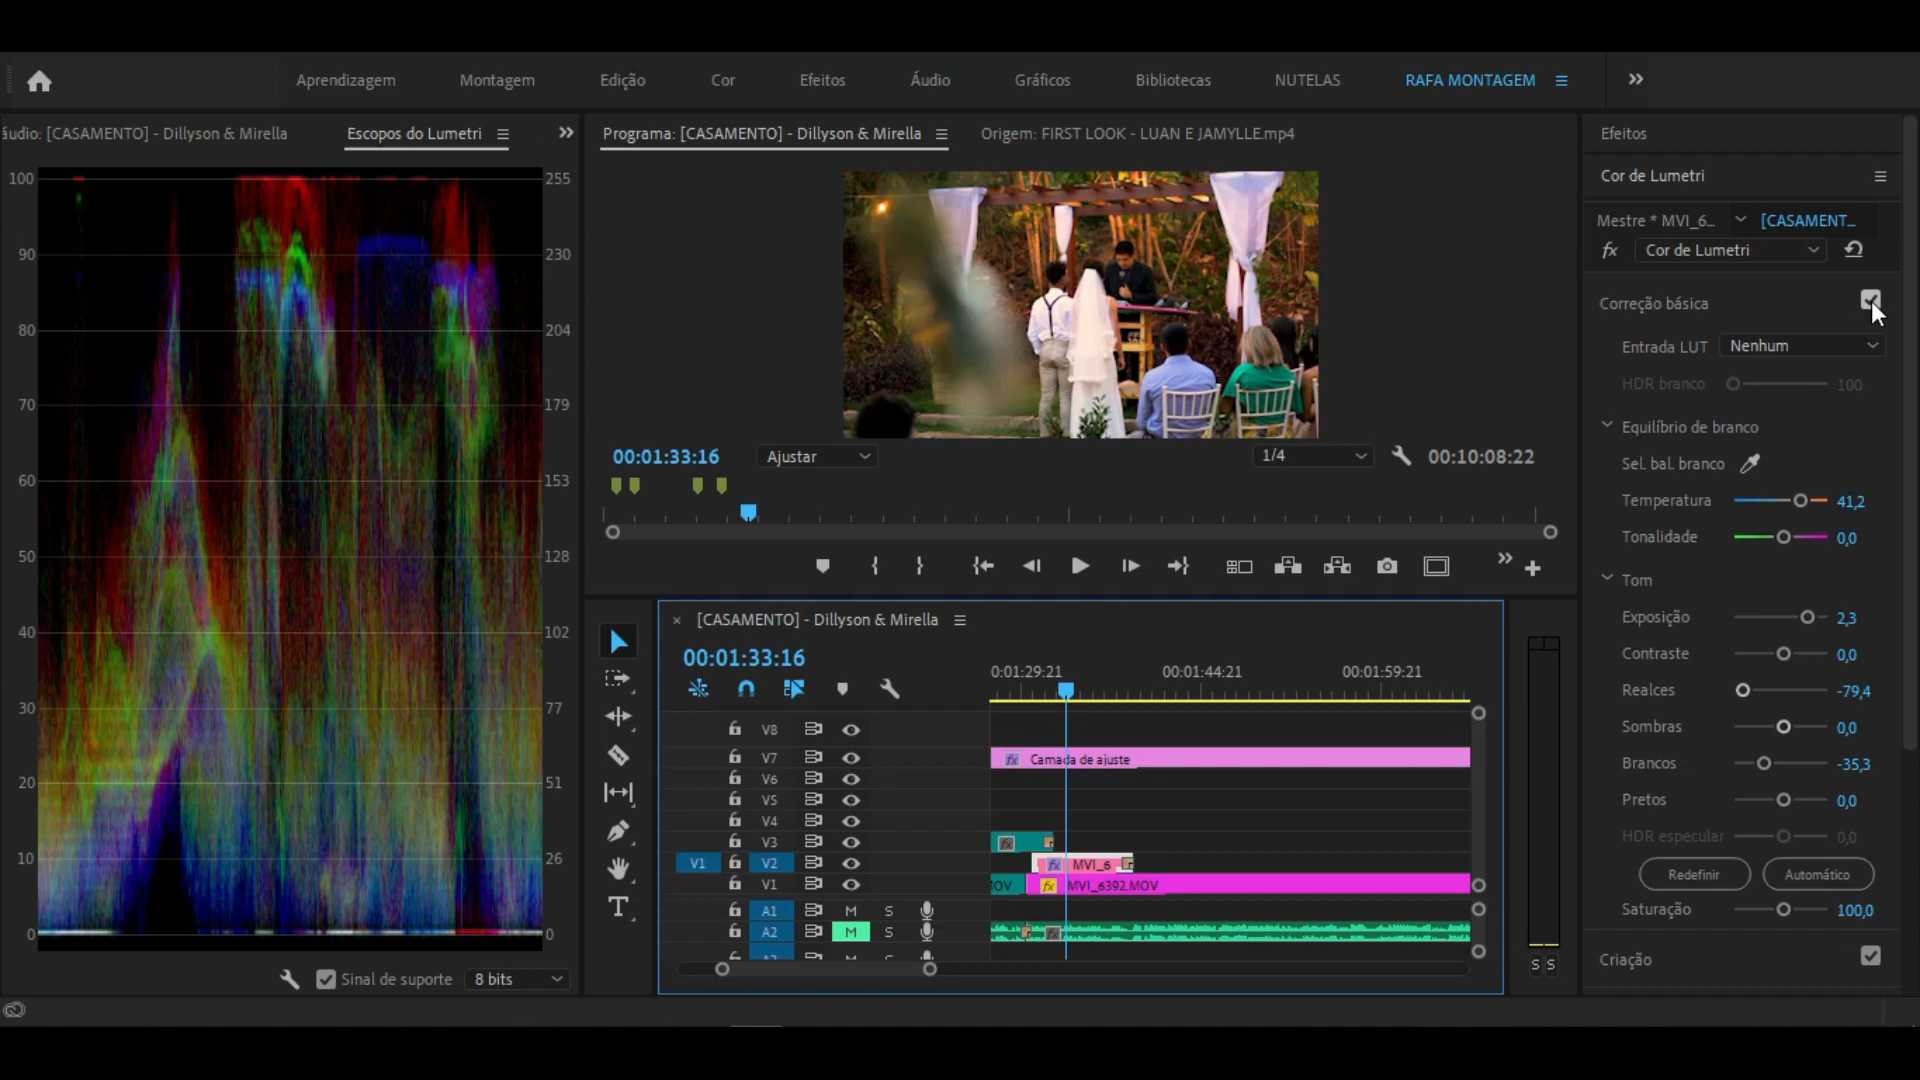 Aprendizagem Montagem Edição Cor Efeitos Áudio Gráficos Bibliotecas NUTELAS RAFA MONTAGEM
áudio: [CASAMENTO] - Dillyson & Mirella
Escopos do Lumetri
100 255
90 230
80 204
70 179
60 153
50 128
40 102
30 77
20 51
10 26
0 0
Sinal de suporte
8 bits
Programa: [CASAMENTO] - Dillyson & Mirella
Origem: FIRST LOOK - LUAN E JAMYLLE.mp4
00:01:33:16
Ajustar
1/4
00:10:08:22
× [CASAMENTO] - Dillyson & Mirella
00:01:33:16
0:01:29:21 00:01:44:21 00:01:59:21
V8
V7 fx Camada de ajuste
V6
V5
V4
V3
V1 V2 fx MVI_6
V1 MOV fx MVI_6392.MOV
A1 M S
A2 M S
S S
Efeitos
Cor de Lumetri
Mestre * MVI_6... [CASAMENT...
fx Cor de Lumetri
Correção básica
Entrada LUT Nenhum
HDR branco 100
Equilíbrio de branco
Sel. bal. branco
Temperatura 41,2
Tonalidade 0,0
Tom
Exposição 2,3
Contraste 0,0
Realces -79,4
Sombras 0,0
Brancos -35,3
Pretos 0,0
HDR especular 0,0
Redefinir Automático
Saturação 100,0
Criação